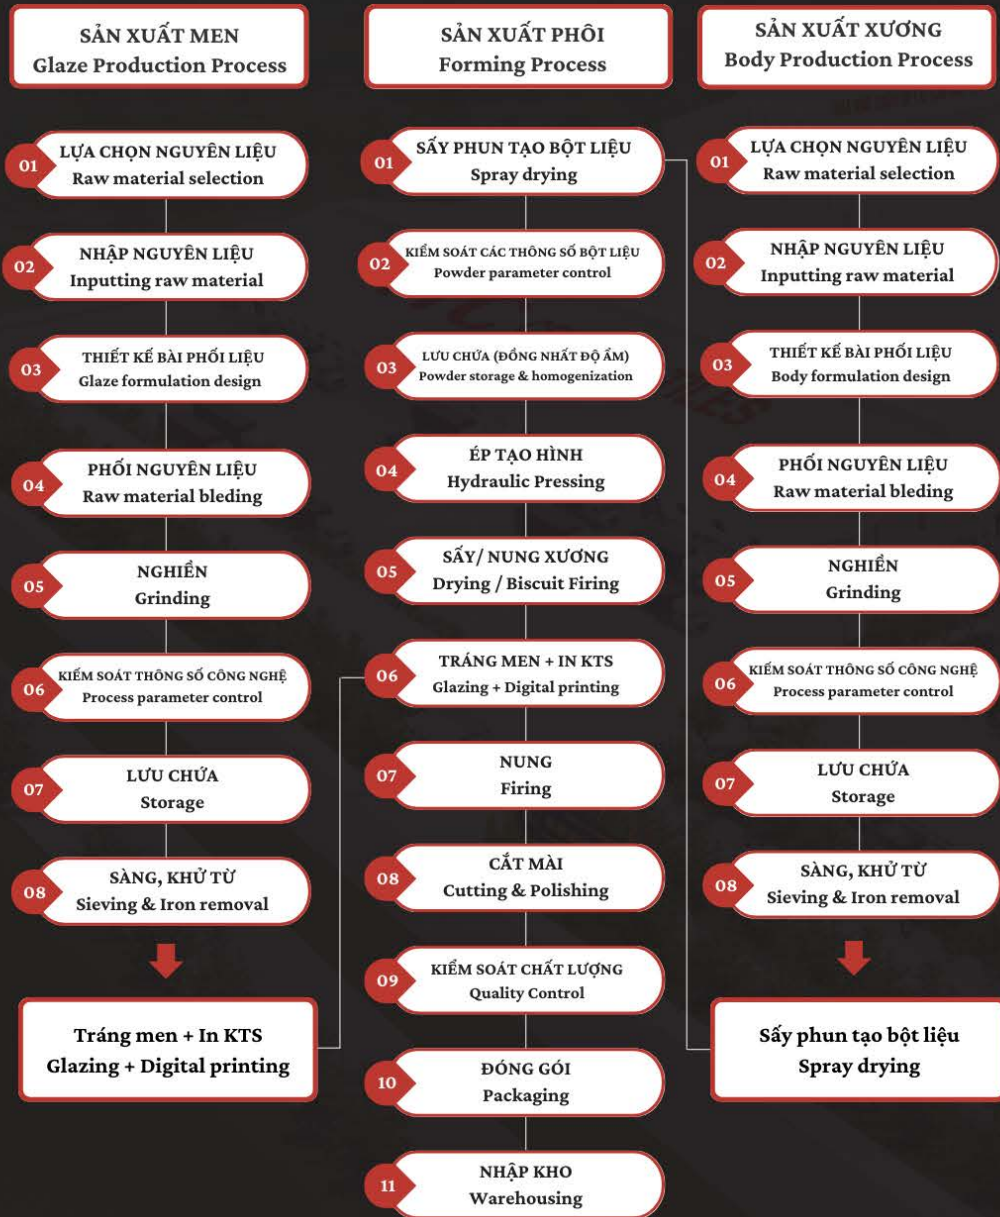 SẢN XUẤT MEN
Glaze Production Process
01
LỰA CHỌN NGUYÊN LIỆU
Raw material selection
02
NHẬP NGUYÊN LIỆU
Inputting raw material
03
THIẾT KẾ BÀI PHỐI LIỆU
Glaze formulation design
04
PHỐI NGUYÊN LIỆU
Raw material bleding
05
NGHIỀN
Grinding
06
KIỂM SOÁT THÔNG SỐ CÔNG NGHỆ
Process parameter control
07
LƯU CHỨA
Storage
08
SÀNG, KHỬ TỪ
Sieving & Iron removal
Tráng men + In KTS
Glazing + Digital printing
SẢN XUẤT PHÔI
Forming Process
01
SẤY PHUN TẠO BỘT LIỆU
Spray drying
02
KIỂM SOÁT CÁC THÔNG SỐ BỘT LIỆU
Powder parameter control
03
LƯU CHỨA (ĐỒNG NHẤT ĐỘ ẨM)
Powder storage & homogenization
04
ÉP TẠO HÌNH
Hydraulic Pressing
05
SẤY/ NUNG XƯƠNG
Drying / Biscuit Firing
06
TRÁNG MEN + IN KTS
Glazing + Digital printing
07
NUNG
Firing
08
CẮT MÀI
Cutting & Polishing
09
KIỂM SOÁT CHẤT LƯỢNG
Quality Control
10
ĐÓNG GÓI
Packaging
11
NHẬP KHO
Warehousing
SẢN XUẤT XƯƠNG
Body Production Process
01
LỰA CHỌN NGUYÊN LIỆU
Raw material selection
02
NHẬP NGUYÊN LIỆU
Inputting raw material
03
THIẾT KẾ BÀI PHỐI LIỆU
Body formulation design
04
PHỐI NGUYÊN LIỆU
Raw material bleding
05
NGHIỀN
Grinding
06
KIỂM SOÁT THÔNG SỐ CÔNG NGHỆ
Process parameter control
07
LƯU CHỨA
Storage
08
SÀNG, KHỬ TỪ
Sieving & Iron removal
Sấy phun tạo bột liệu
Spray drying